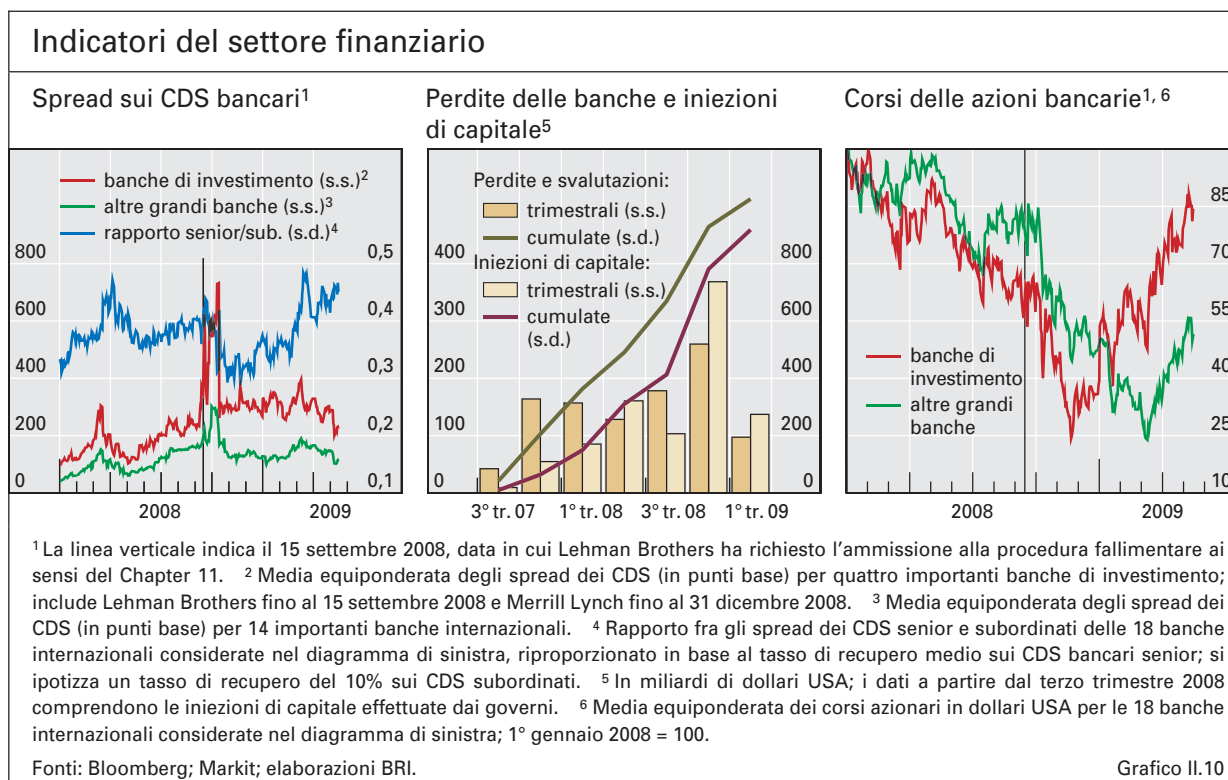 Indicatori del settore finanziario
Spread sui CDS bancari¹
banche di investimento (s.s.)²
altre grandi banche (s.s.)³
rapporto senior/sub. (s.d.)⁴
800
600
400
200
0
0,5
0,4
0,3
0,2
0,1
2008
2009
Perdite delle banche e iniezioni
di capitale⁵
Perdite e svalutazioni:
trimestrali (s.s.)
cumulate (s.d.)
Iniezioni di capitale:
trimestrali (s.s.)
cumulate
(s.d.)
400
300
200
100
0
800
600
400
200
0
3° tr. 07
1° tr. 08
3° tr. 08
1° tr. 09
Corsi delle azioni bancarie¹, ⁶
banche di
investimento
altre grandi
banche
85
70
55
40
25
10
2008
2009
¹ La linea verticale indica il 15 settembre 2008, data in cui Lehman Brothers ha richiesto l'ammissione alla procedura fallimentare ai
sensi del Chapter 11. ² Media equiponderata degli spread dei CDS (in punti base) per quattro importanti banche di investimento;
include Lehman Brothers fino al 15 settembre 2008 e Merrill Lynch fino al 31 dicembre 2008. ³ Media equiponderata degli spread dei
CDS (in punti base) per 14 importanti banche internazionali. ⁴ Rapporto fra gli spread dei CDS senior e subordinati delle 18 banche
internazionali considerate nel diagramma di sinistra, riproporzionato in base al tasso di recupero medio sui CDS bancari senior; si
ipotizza un tasso di recupero del 10% sui CDS subordinati. ⁵ In miliardi di dollari USA; i dati a partire dal terzo trimestre 2008
comprendono le iniezioni di capitale effettuate dai governi. ⁶ Media equiponderata dei corsi azionari in dollari USA per le 18 banche
internazionali considerate nel diagramma di sinistra; 1° gennaio 2008 = 100.
Fonti: Bloomberg; Markit; elaborazioni BRI.
Grafico II.10